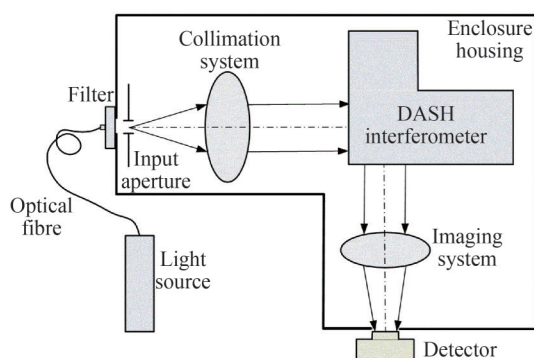 Enclosure
housing
Collimation
system
Filter
DASH
interferometer
Input
aperture
Optical
fibre
Light
source
Imaging
system
Detector